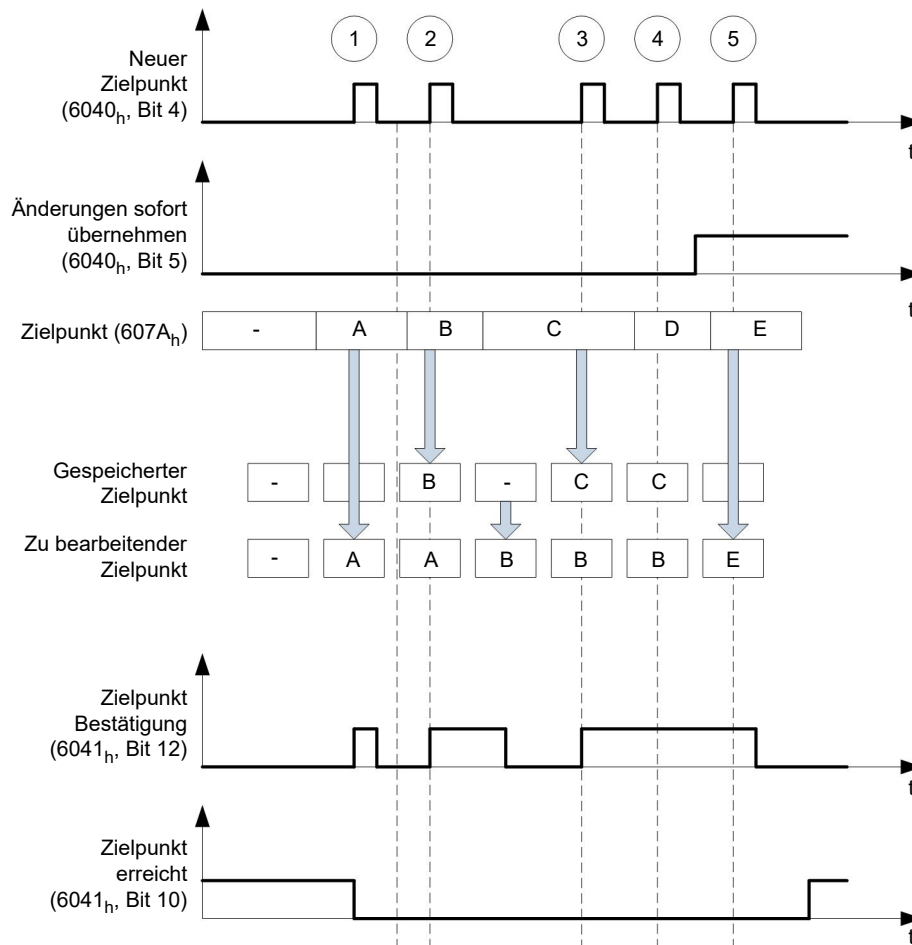 1 2 3 4 5
Neuer
Zielpunkt
(6040h, Bit 4)
t
Änderungen sofort
übernehmen
(6040h, Bit 5)
t
Zielpunkt (607Ah) - A B C D E
Gespeicherter
Zielpunkt
- B - C C
Zu bearbeitender
Zielpunkt
- A A B B B E
Zielpunkt
Bestätigung
(6041h, Bit 12)
t
Zielpunkt
erreicht
(6041h, Bit 10)
t